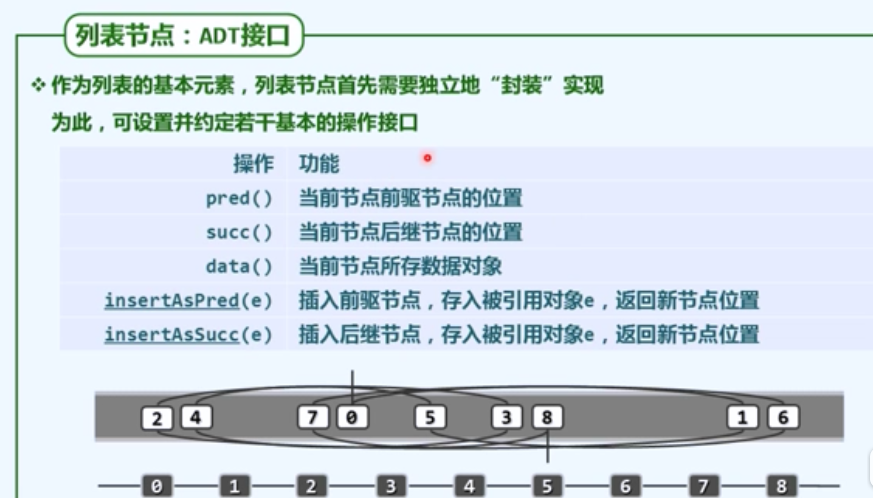 列表节点：ADT接口
❖ 作为列表的基本元素，列表节点首先需要独立地“封装”实现
为此，可设置并约定若干基本的操作接口
操作 功能
pred() 当前节点前驱节点的位置
succ() 当前节点后继节点的位置
data() 当前节点所存数据对象
insertAsPred(e) 插入前驱节点，存入被引用对象e，返回新节点位置
insertAsSucc(e) 插入后继节点，存入被引用对象e，返回新节点位置
2 4 7 0 5 3 8 1 6
0 1 2 3 4 5 6 7 8